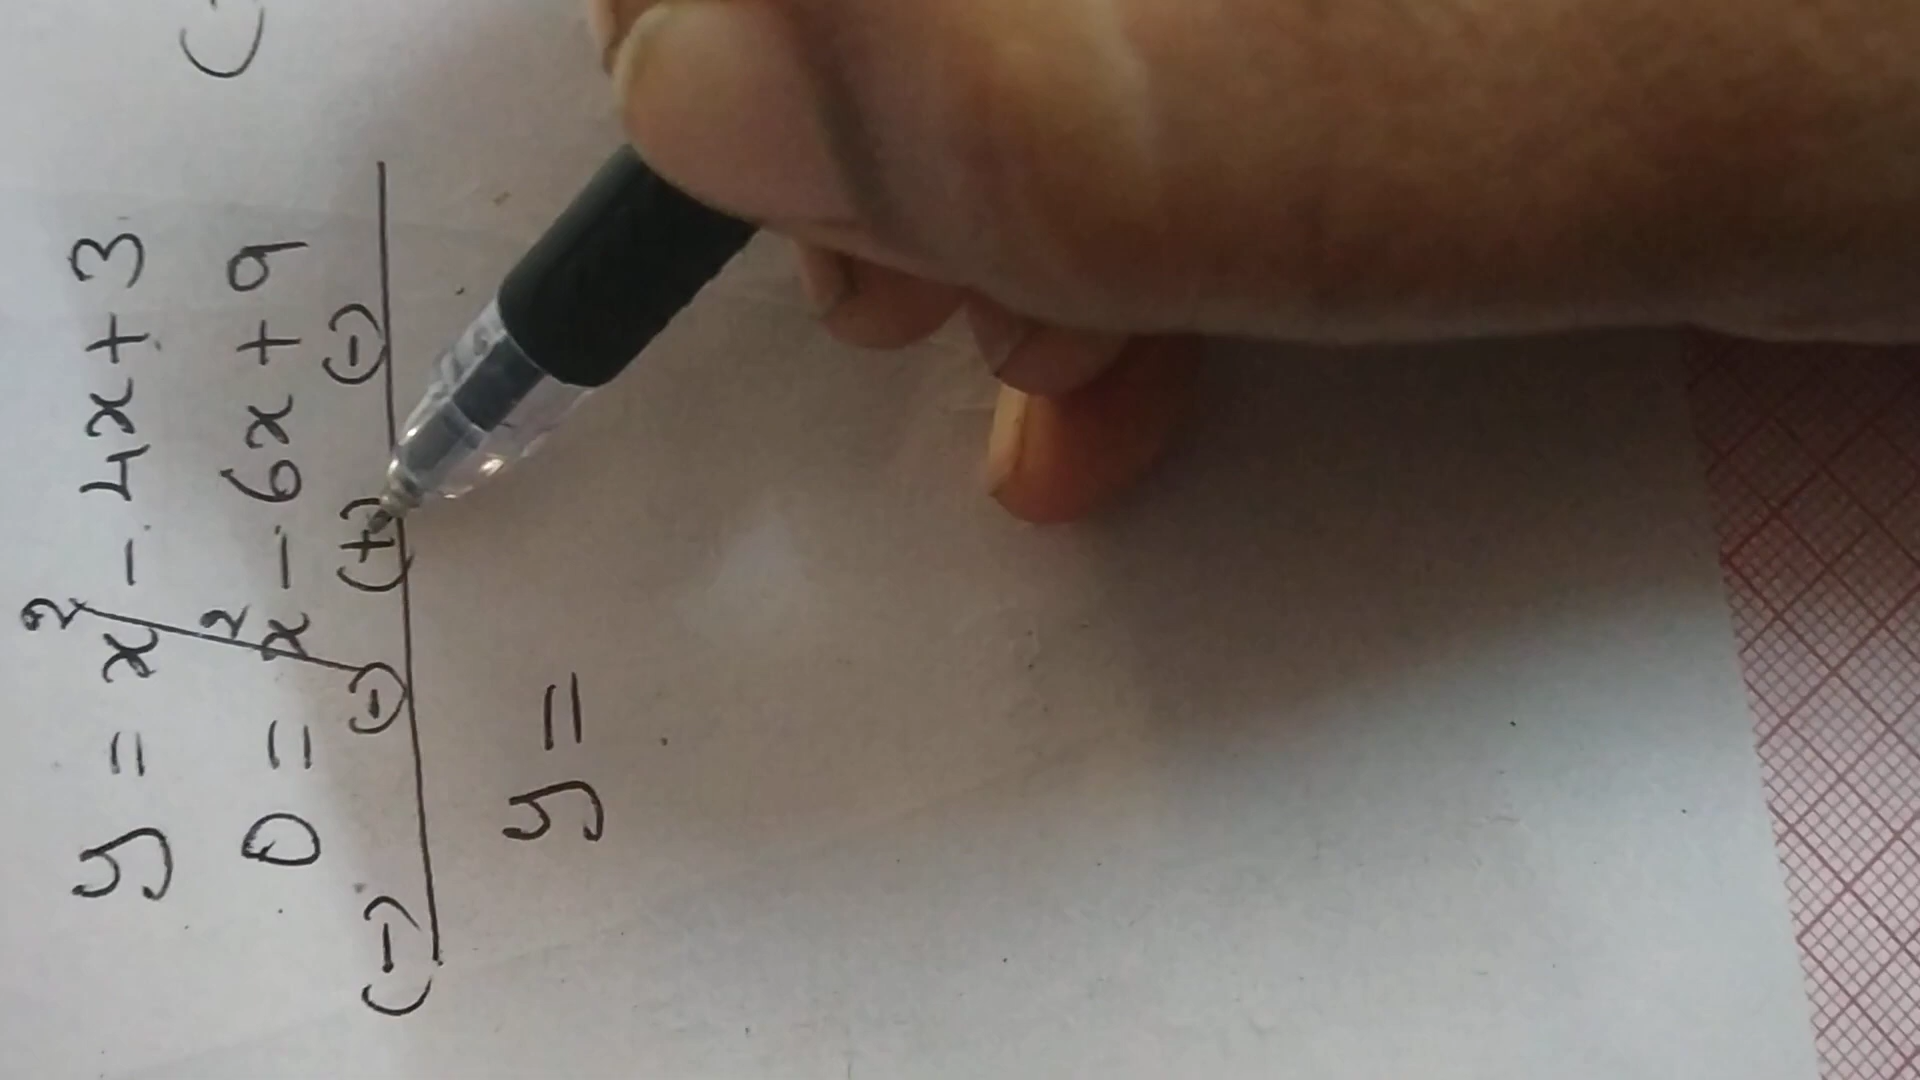 y = x² - 4x + 3
0 = x² - 6x + 9
(-) (-) (+) (-)
y =